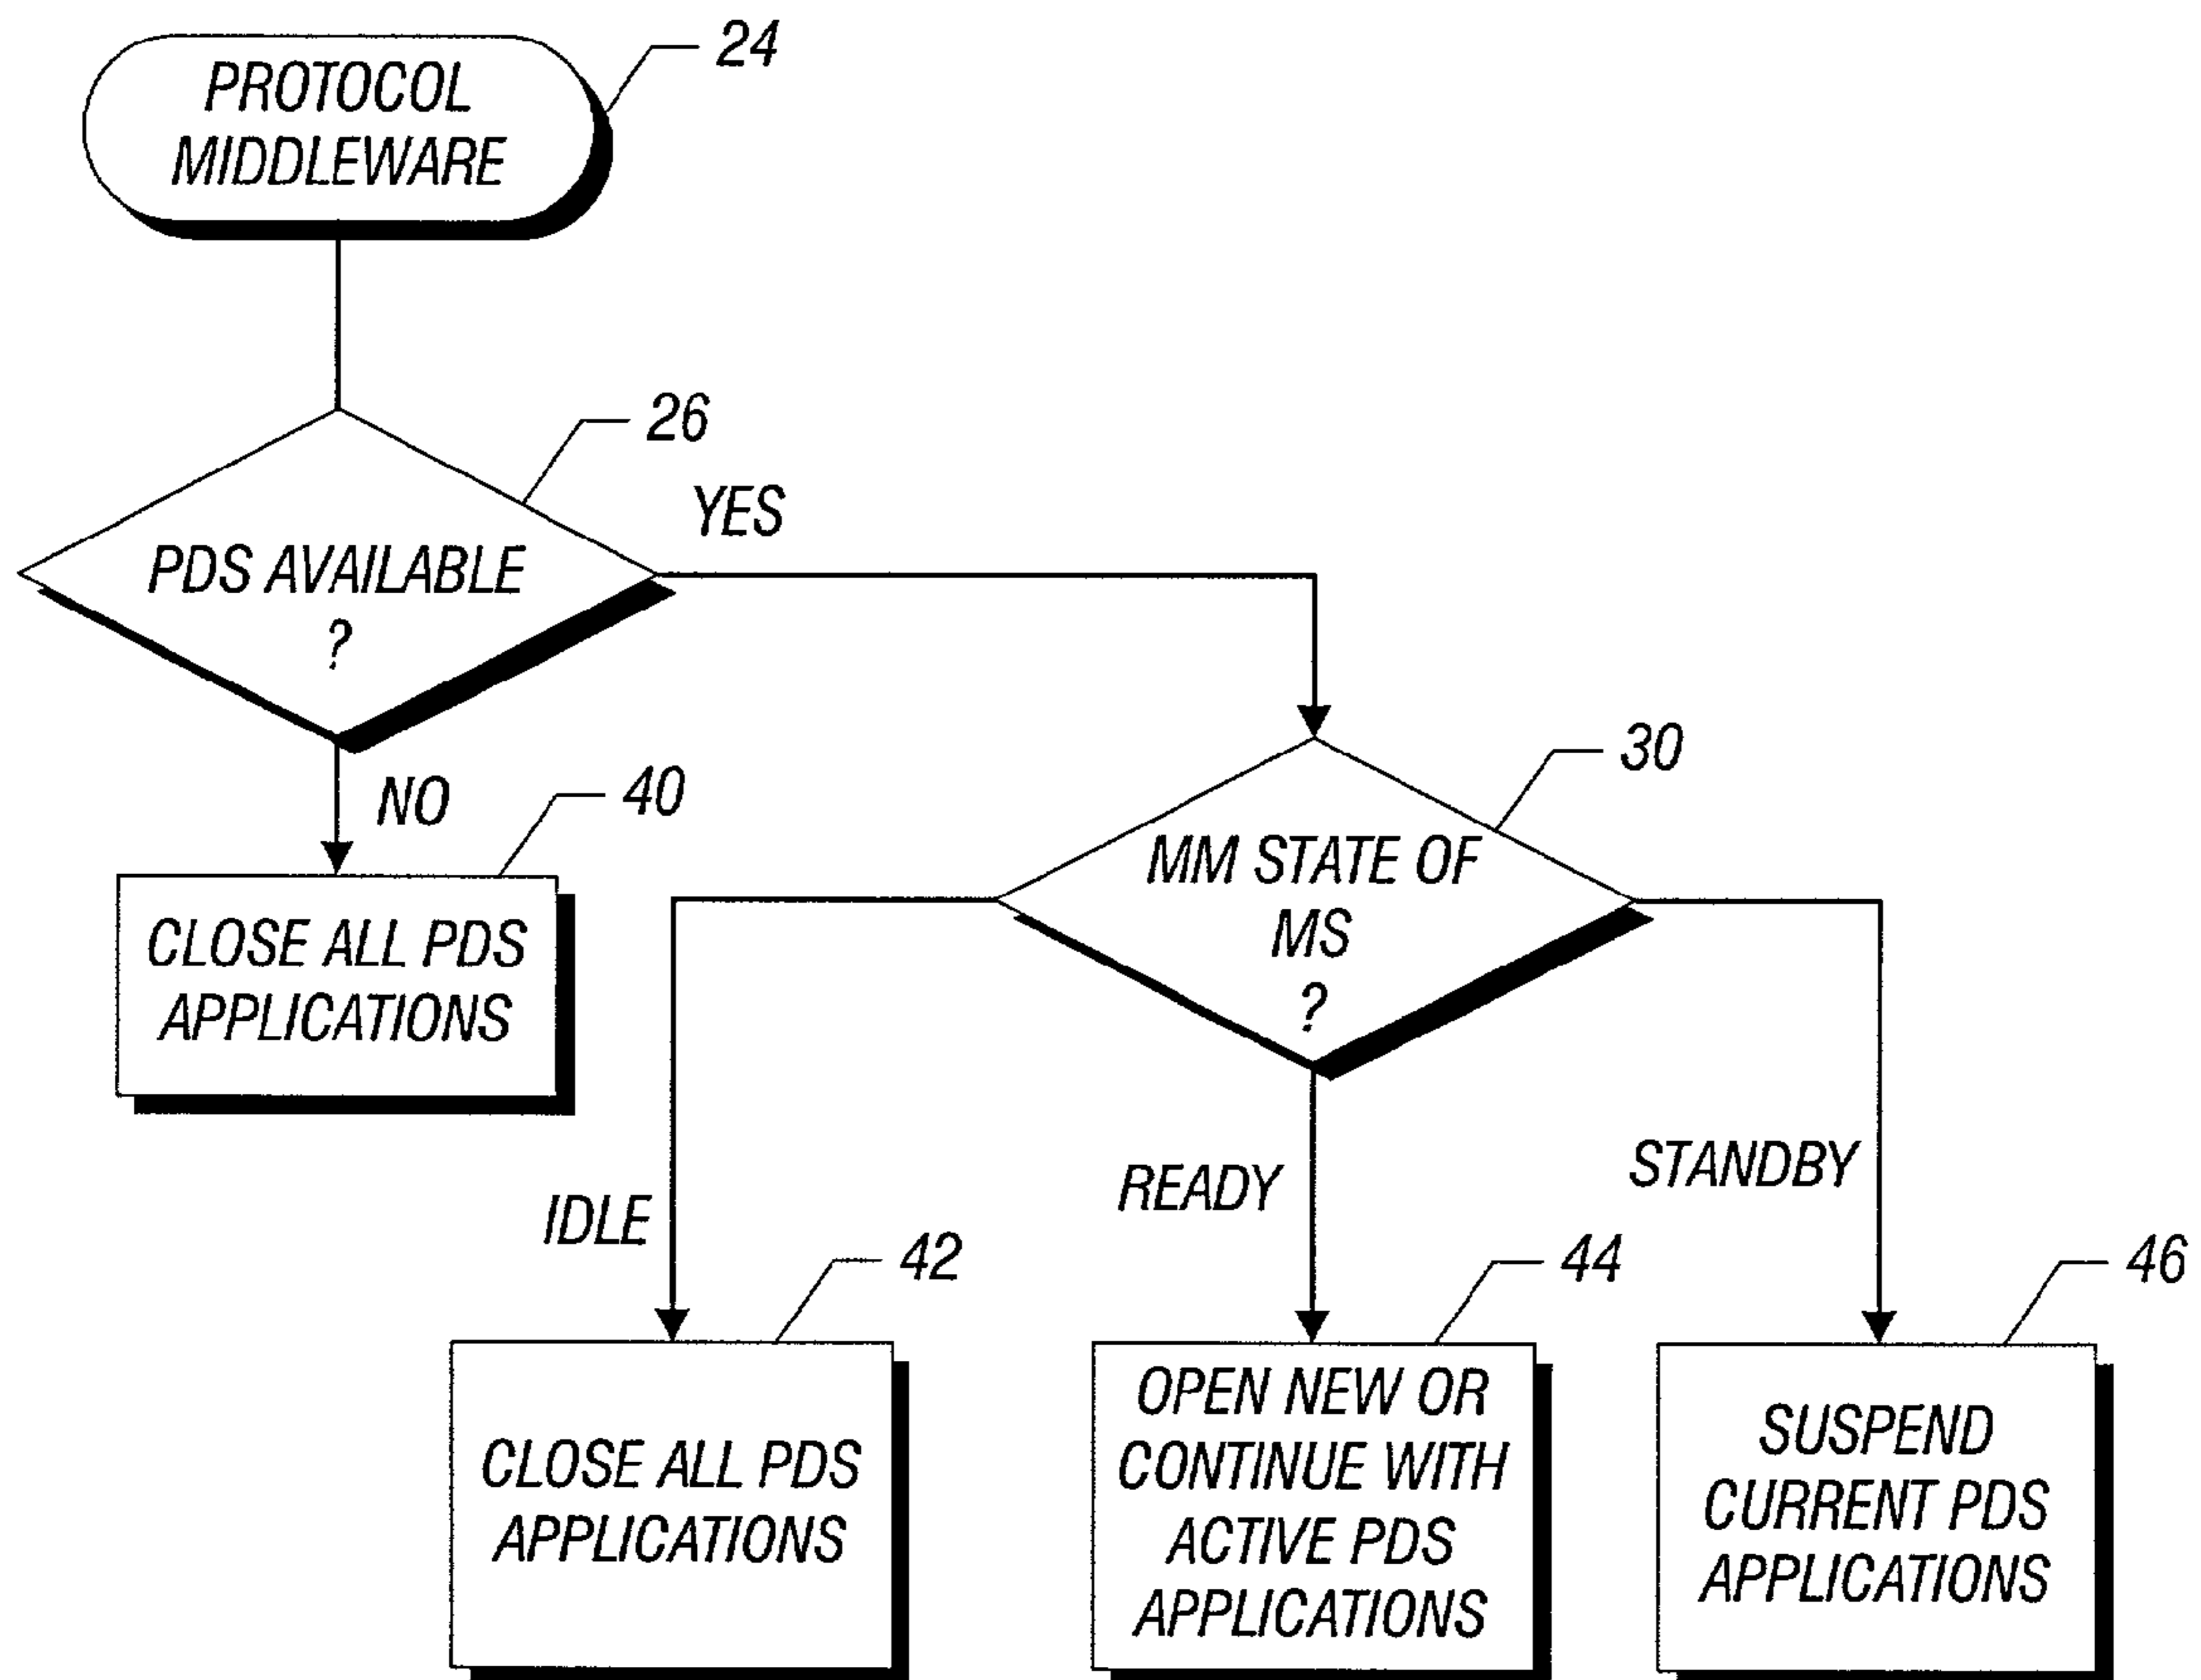 24
PROTOCOL
MIDDLEWARE
26
YES
PDS AVAILABLE
?
NO
40
CLOSE ALL PDS
APPLICATIONS
30
MM STATE OF
MS
?
IDLE
READY
STANDBY
42
CLOSE ALL PDS
APPLICATIONS
44
OPEN NEW OR
CONTINUE WITH
ACTIVE PDS
APPLICATIONS
46
SUSPEND
CURRENT PDS
APPLICATIONS